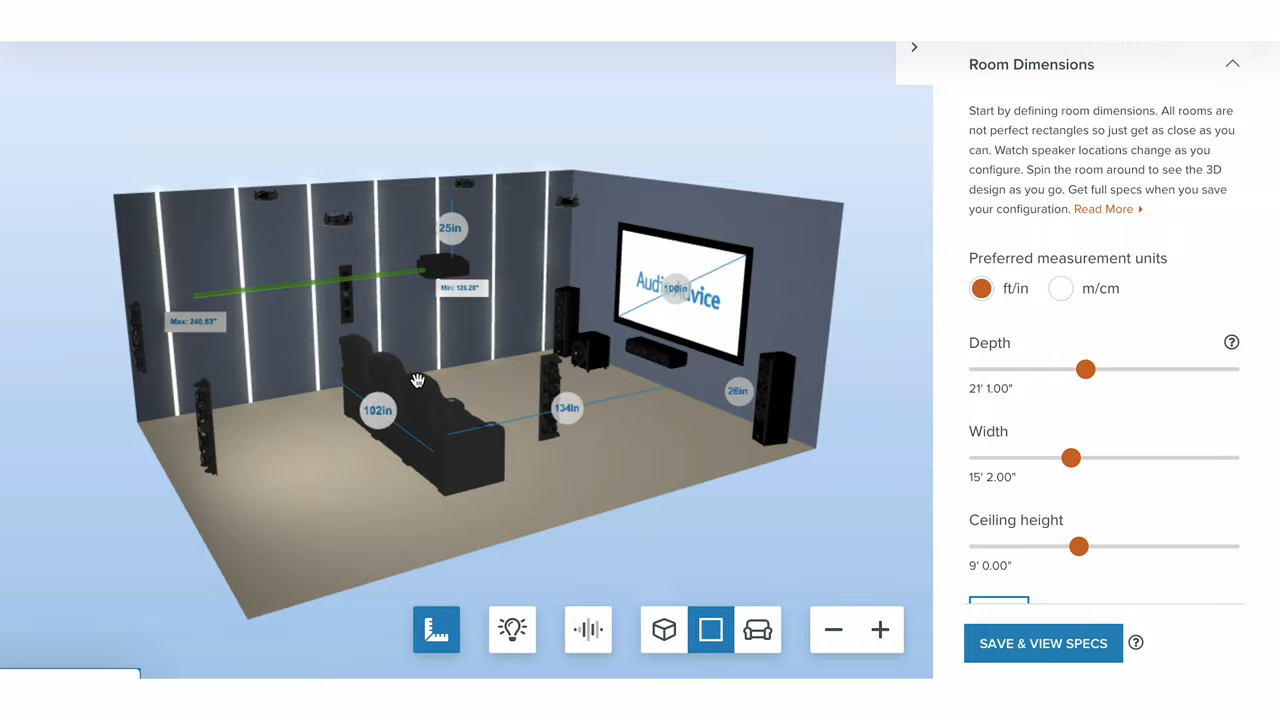 Room Dimensions
Start by defining room dimensions. All rooms are
not perfect rectangles so just get as close as you
can. Watch speaker locations change as you
configure. Spin the room around to see the 3D
design as you go. Get full specs when you save
your configuration. Read More
Preferred measurement units
ft/in
m/cm
Depth
21' 1.00"
Width
15' 2.00"
Ceiling height
9' 0.00"
SAVE & VIEW SPECS
25in
Min: 126.28"
Max: 240.63"
Audio Advice
100in
26in
102in
134in